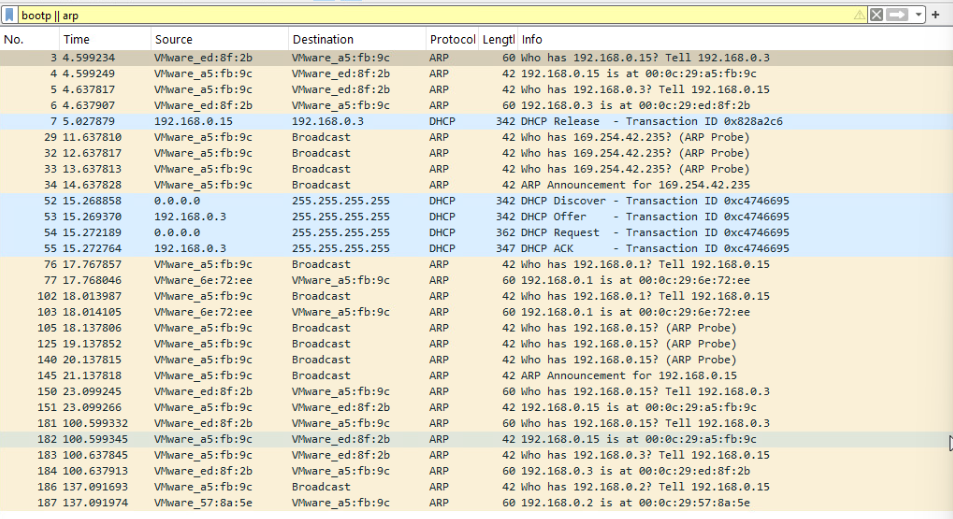 bootp || arp
No. Time Source Destination Protocol Lengtl Info
3 4.599234 VMware_ed:8f:2b VMware_a5:fb:9c ARP 60 Who has 192.168.0.15? Tell 192.168.0.3
4 4.599249 VMware_a5:fb:9c VMware_ed:8f:2b ARP 42 192.168.0.15 is at 00:0c:29:a5:fb:9c
5 4.637817 VMware_a5:fb:9c VMware_ed:8f:2b ARP 42 Who has 192.168.0.3? Tell 192.168.0.15
6 4.637907 VMware_ed:8f:2b VMware_a5:fb:9c ARP 60 192.168.0.3 is at 00:0c:29:ed:8f:2b
7 5.027879 192.168.0.15 192.168.0.3 DHCP 342 DHCP Release - Transaction ID 0x828a2c6
29 11.637810 VMware_a5:fb:9c Broadcast ARP 42 Who has 169.254.42.235? (ARP Probe)
32 12.637817 VMware_a5:fb:9c Broadcast ARP 42 Who has 169.254.42.235? (ARP Probe)
33 13.637813 VMware_a5:fb:9c Broadcast ARP 42 Who has 169.254.42.235? (ARP Probe)
34 14.637828 VMware_a5:fb:9c Broadcast ARP 42 ARP Announcement for 169.254.42.235
52 15.268858 0.0.0.0 255.255.255.255 DHCP 342 DHCP Discover - Transaction ID 0xc4746695
53 15.269370 192.168.0.3 255.255.255.255 DHCP 342 DHCP Offer - Transaction ID 0xc4746695
54 15.272189 0.0.0.0 255.255.255.255 DHCP 362 DHCP Request - Transaction ID 0xc4746695
55 15.272764 192.168.0.3 255.255.255.255 DHCP 347 DHCP ACK - Transaction ID 0xc4746695
76 17.767857 VMware_a5:fb:9c Broadcast ARP 42 Who has 192.168.0.1? Tell 192.168.0.15
77 17.768046 VMware_6e:72:ee VMware_a5:fb:9c ARP 60 192.168.0.1 is at 00:0c:29:6e:72:ee
102 18.013987 VMware_a5:fb:9c Broadcast ARP 42 Who has 192.168.0.1? Tell 192.168.0.15
103 18.014105 VMware_6e:72:ee VMware_a5:fb:9c ARP 60 192.168.0.1 is at 00:0c:29:6e:72:ee
105 18.137806 VMware_a5:fb:9c Broadcast ARP 42 Who has 192.168.0.15? (ARP Probe)
125 19.137852 VMware_a5:fb:9c Broadcast ARP 42 Who has 192.168.0.15? (ARP Probe)
140 20.137815 VMware_a5:fb:9c Broadcast ARP 42 Who has 192.168.0.15? (ARP Probe)
145 21.137818 VMware_a5:fb:9c Broadcast ARP 42 ARP Announcement for 192.168.0.15
150 23.099245 VMware_ed:8f:2b VMware_a5:fb:9c ARP 60 Who has 192.168.0.15? Tell 192.168.0.3
151 23.099266 VMware_a5:fb:9c VMware_ed:8f:2b ARP 42 192.168.0.15 is at 00:0c:29:a5:fb:9c
181 100.599332 VMware_ed:8f:2b VMware_a5:fb:9c ARP 60 Who has 192.168.0.15? Tell 192.168.0.3
182 100.599345 VMware_a5:fb:9c VMware_ed:8f:2b ARP 42 192.168.0.15 is at 00:0c:29:a5:fb:9c
183 100.637845 VMware_a5:fb:9c VMware_ed:8f:2b ARP 42 Who has 192.168.0.3? Tell 192.168.0.15
184 100.637913 VMware_ed:8f:2b VMware_a5:fb:9c ARP 60 192.168.0.3 is at 00:0c:29:ed:8f:2b
186 137.091693 VMware_a5:fb:9c Broadcast ARP 42 Who has 192.168.0.2? Tell 192.168.0.15
187 137.091974 VMware_57:8a:5e VMware_a5:fb:9c ARP 60 192.168.0.2 is at 00:0c:29:57:8a:5e